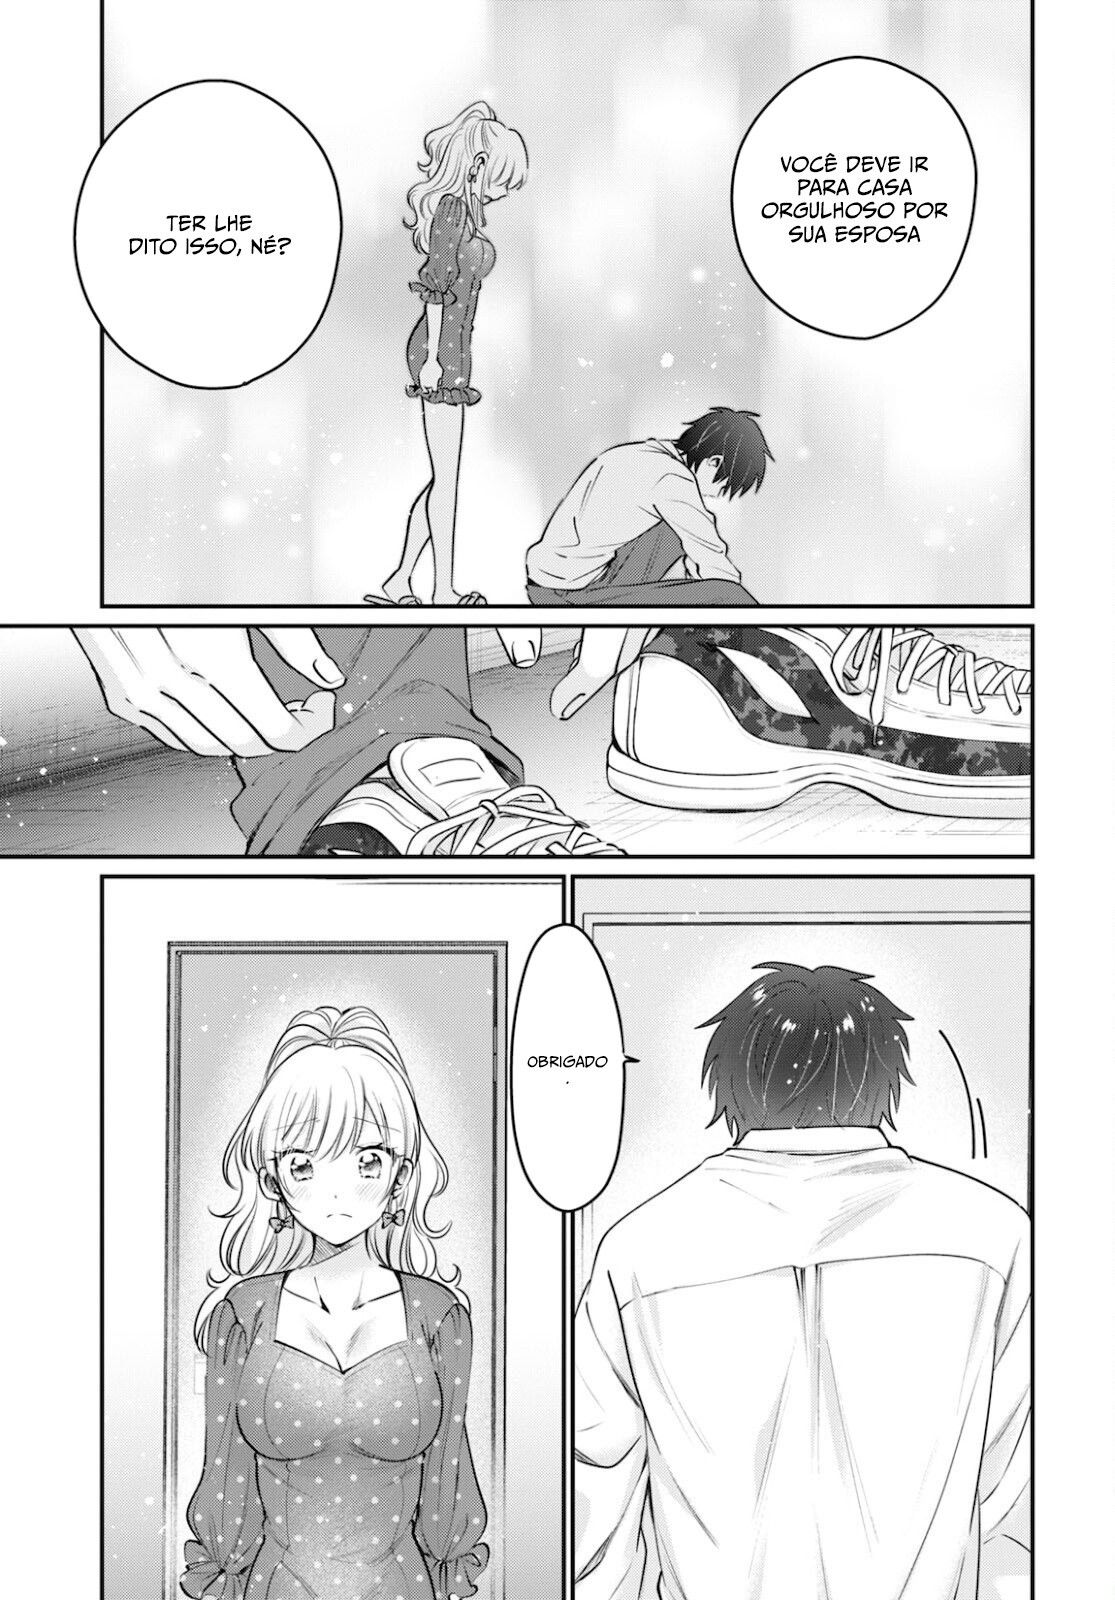 VOCÊ DEVE IR
PARA CASA
ORGULHOSO POR
SUA ESPOSA
TER LHE
DITO ISSO, NÉ?
OBRIGADO
.